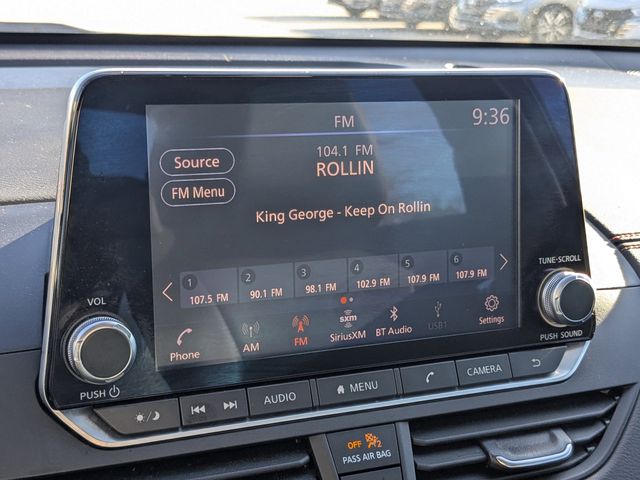 FM
9:36
Source
104.1 FM
ROLLIN
FM Menu
King George - Keep On Rollin
1 2 3 4 5 6
107.5 FM 90.1 FM 98.1 FM 102.9 FM 107.9 FM 107.9 FM
Phone AM FM sxm SiriusXM BT Audio USB1 Settings
VOL
PUSH
TUNE·SCROLL
PUSH SOUND
AUDIO MENU CAMERA
OFF 2
PASS AIR BAG